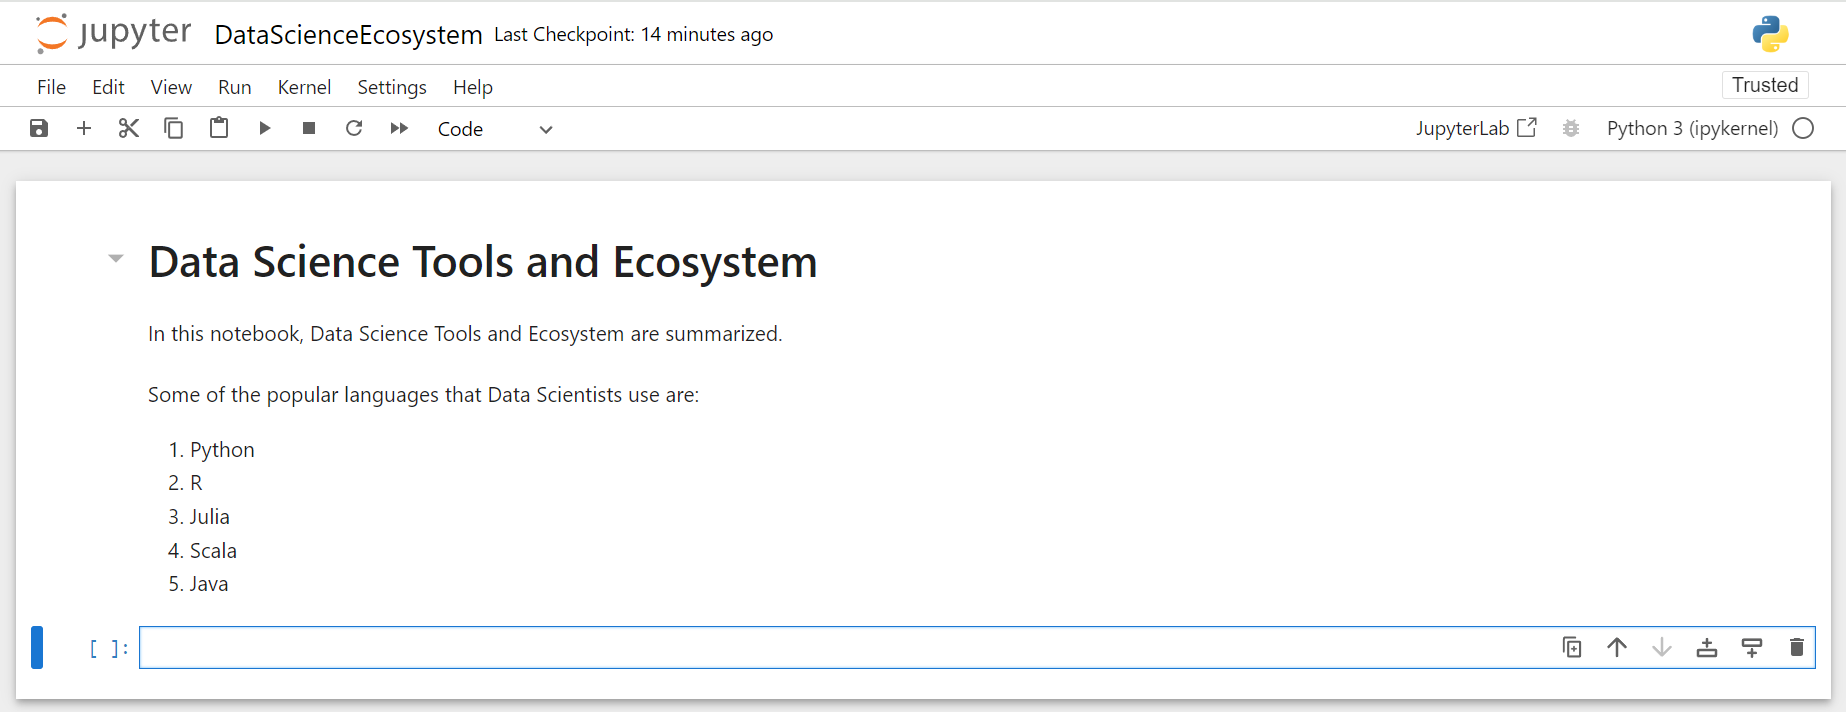 jupyter DataScienceEcosystem Last Checkpoint: 14 minutes ago
File Edit View Run Kernel Settings Help Trusted
Code JupyterLab Python 3 (ipykernel)
Data Science Tools and Ecosystem
In this notebook, Data Science Tools and Ecosystem are summarized.
Some of the popular languages that Data Scientists use are:
1. Python
2. R
3. Julia
4. Scala
5. Java
[ ]: